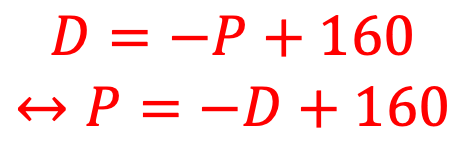 D = −P + 160
↔ P = −D + 160